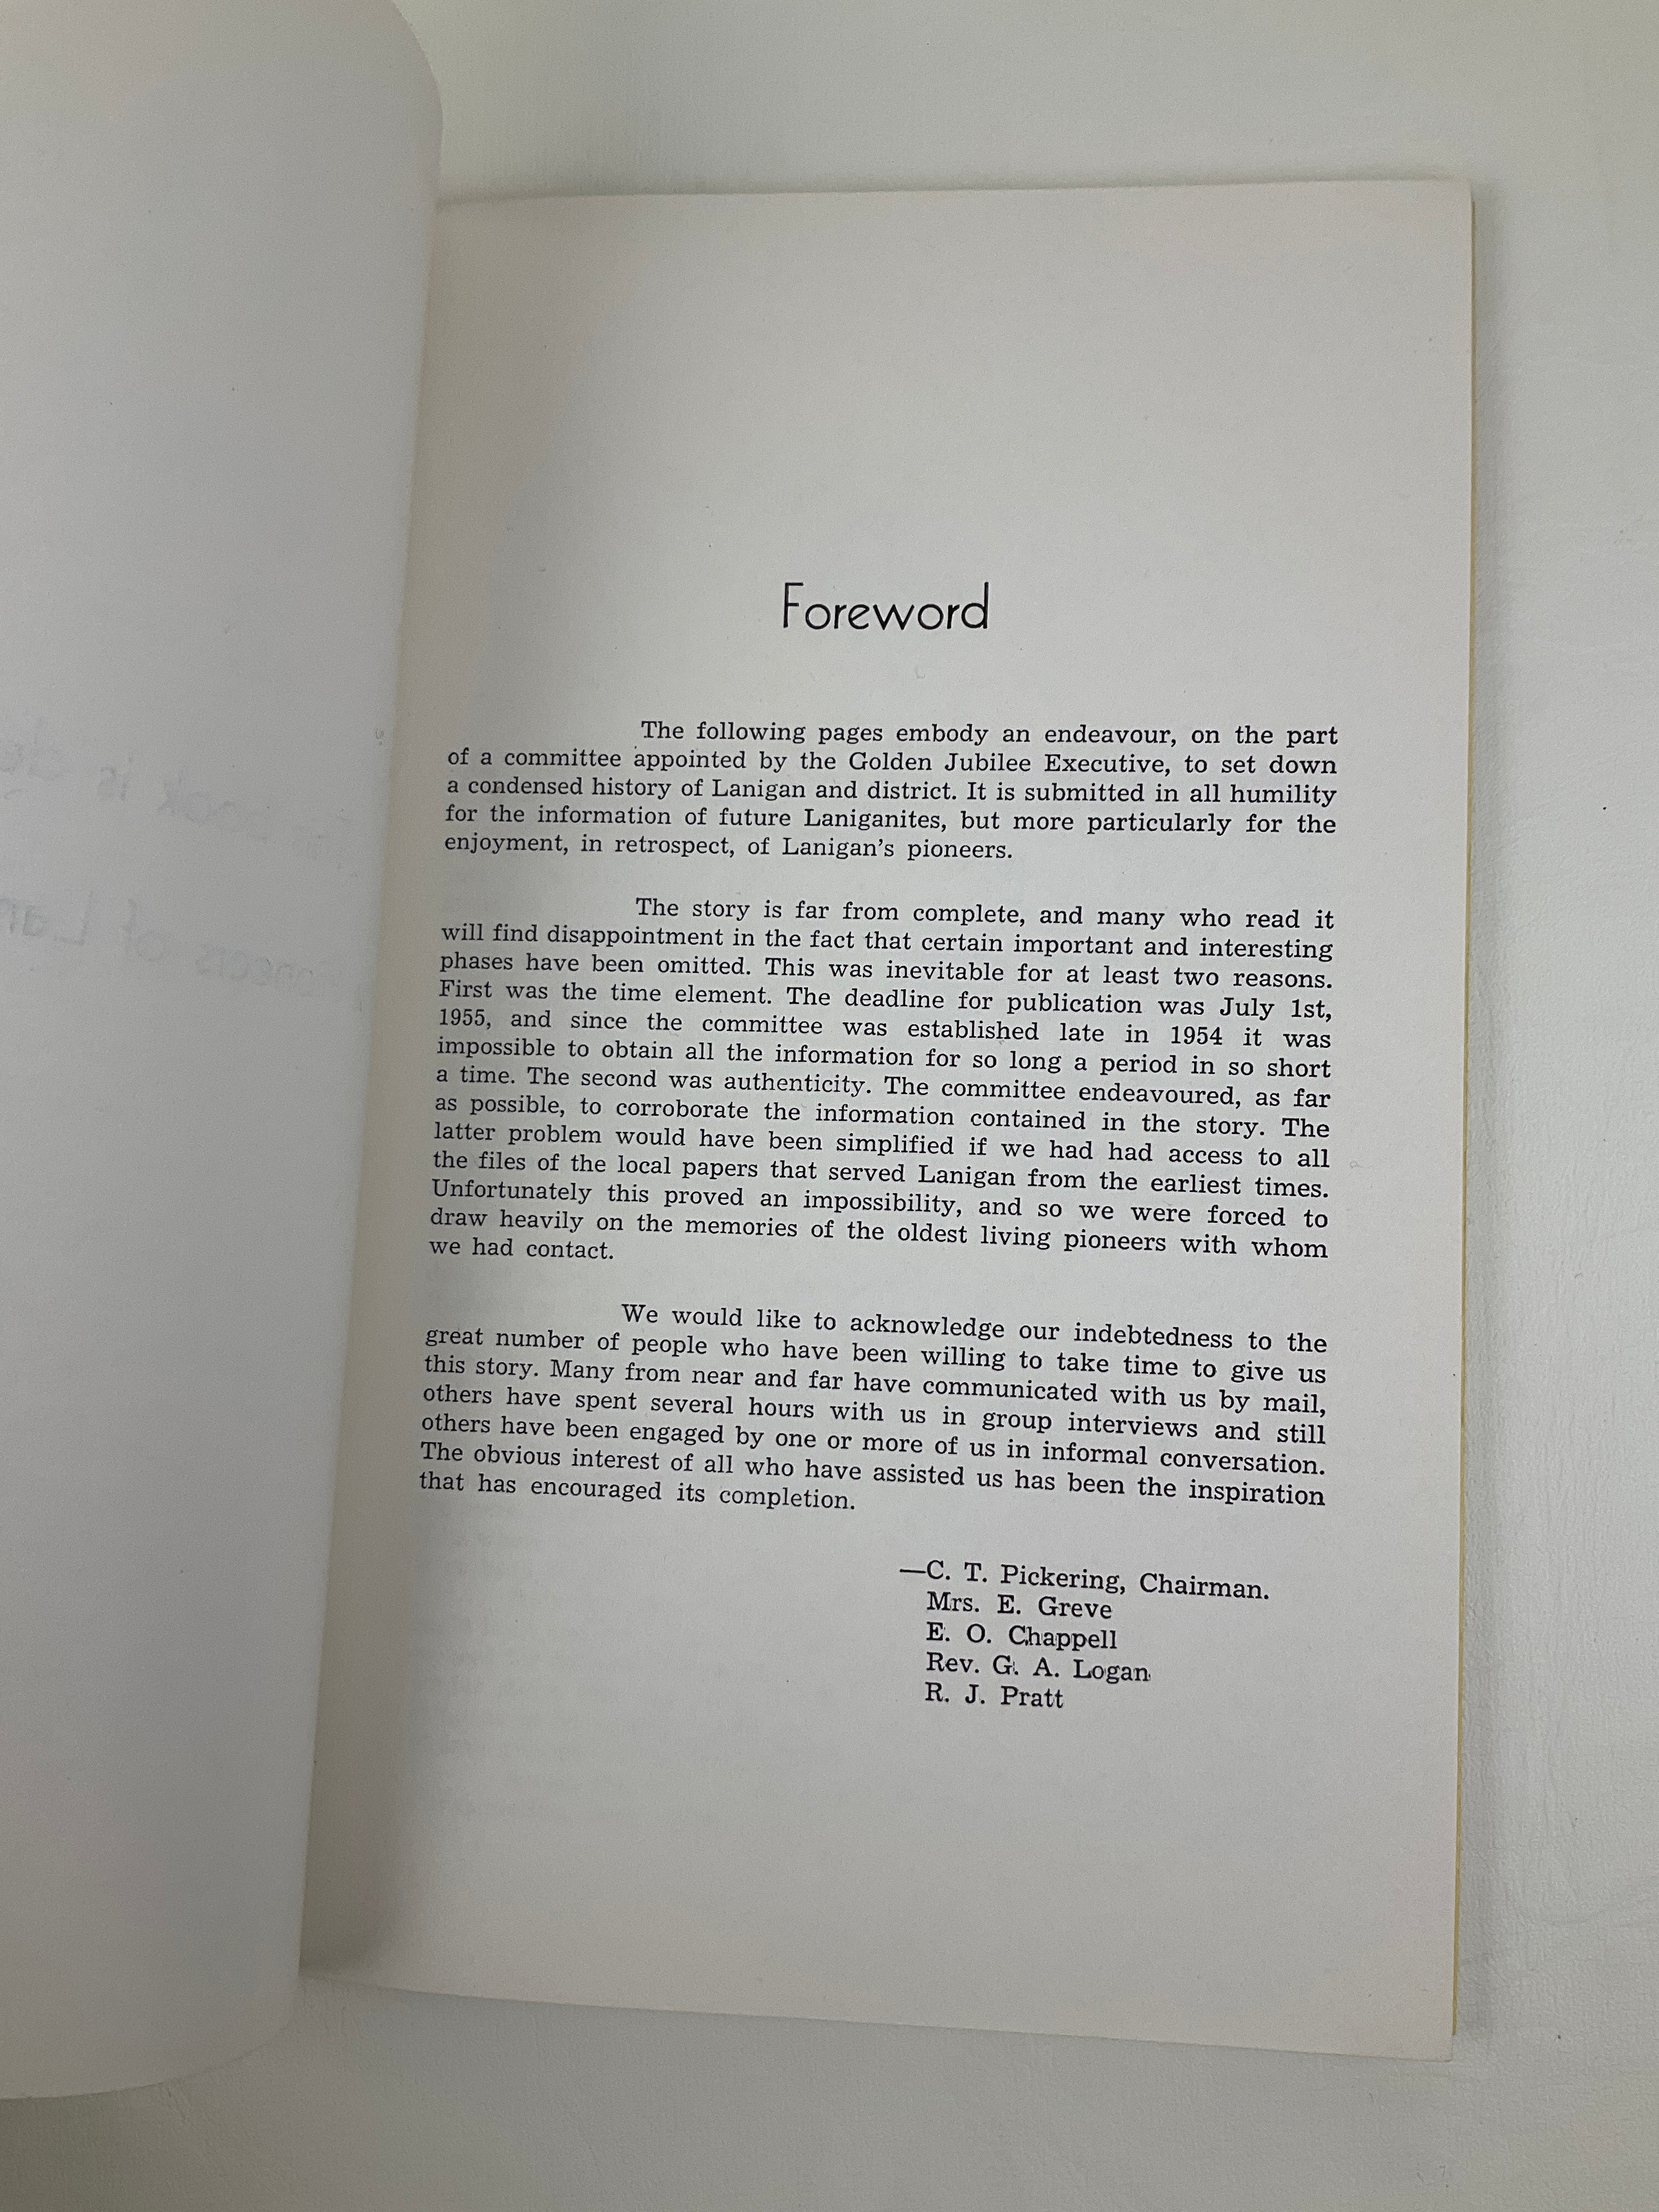 Foreword
The following pages embody an endeavour, on the part
of a committee appointed by the Golden Jubilee Executive, to set down
a condensed history of Lanigan and district. It is submitted in all humility
for the information of future Laniganites, but more particularly for the
enjoyment, in retrospect, of Lanigan's pioneers.
The story is far from complete, and many who read it
will find disappointment in the fact that certain important and interesting
phases have been omitted. This was inevitable for at least two reasons.
First was the time element. The deadline for publication was July 1st,
1955, and since the committee was established late in 1954 it was
impossible to obtain all the information for so long a period in so short
a time. The second was authenticity. The committee endeavoured, as far
as possible, to corroborate the information contained in the story. The
latter problem would have been simplified if we had had access to all
the files of the local papers that served Lanigan from the earliest times.
Unfortunately this proved an impossibility, and so we were forced to
draw heavily on the memories of the oldest living pioneers with whom
we had contact.
We would like to acknowledge our indebtedness to the
great number of people who have been willing to take time to give us
this story. Many from near and far have communicated with us by mail,
others have spent several hours with us in group interviews and still
others have been engaged by one or more of us in informal conversation.
The obvious interest of all who have assisted us has been the inspiration
that has encouraged its completion.
—C. T. Pickering, Chairman.
Mrs. E. Greve
E. O. Chappell
Rev. G. A. Logan
R. J. Pratt